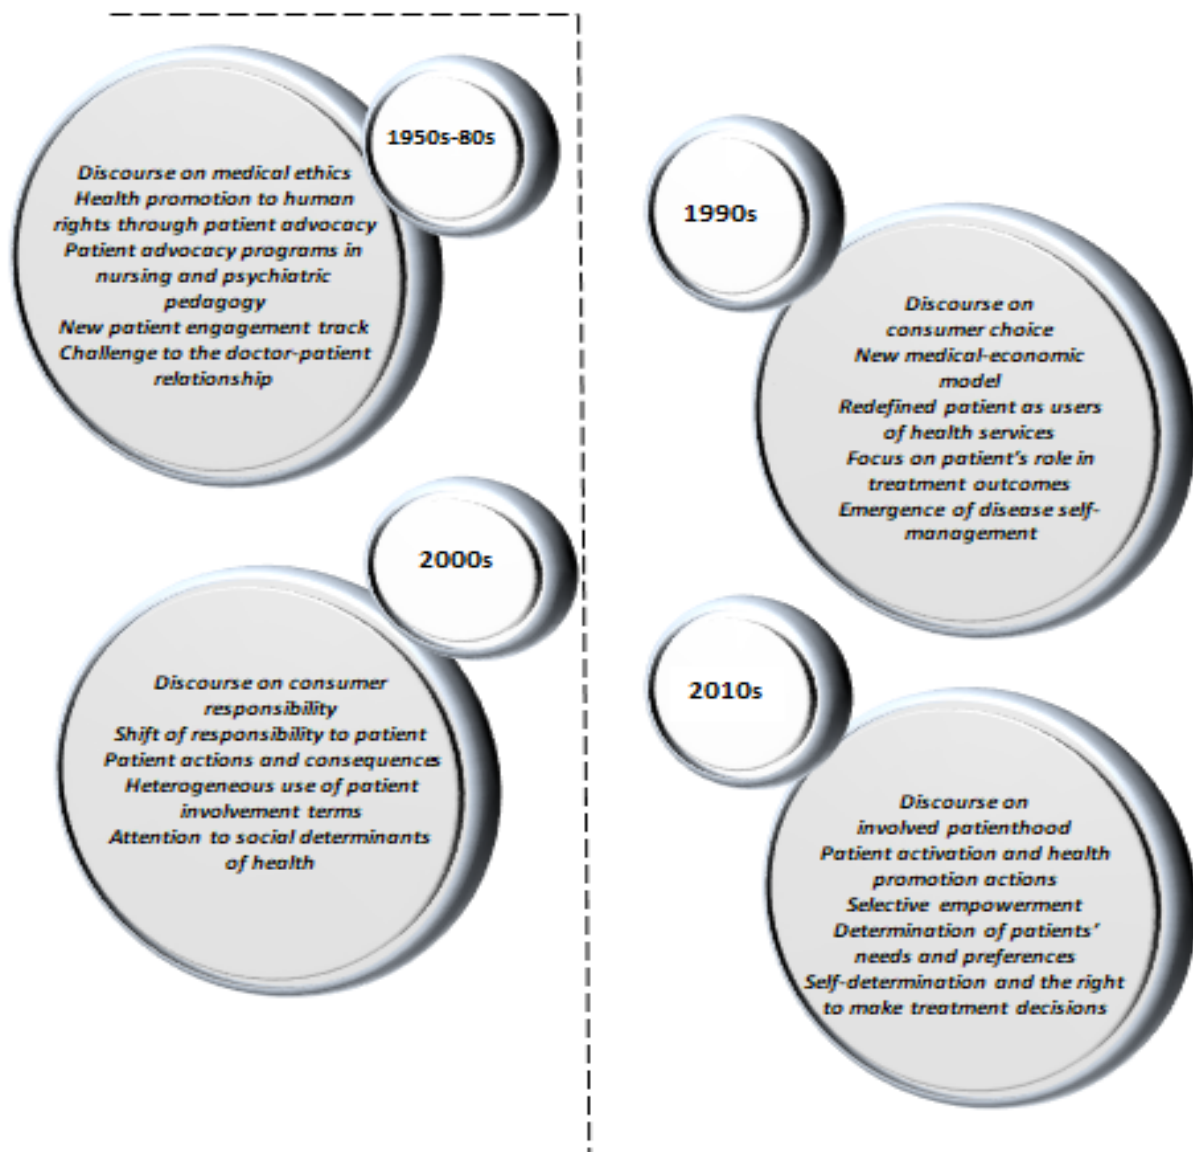 1950s-80s
Discourse on medical ethics
Health promotion to human
rights through patient advocacy
Patient advocacy programs in
nursing and psychiatric
pedagogy
New patient engagement track
Challenge to the doctor-patient
relationship
1990s
Discourse on
consumer choice
New medical-economic
model
Redefined patient as users
of health services
Focus on patient's role in
treatment outcomes
Emergence of disease self-
management
2000s
Discourse on consumer
responsibility
Shift of responsibility to patient
Patient actions and consequences
Heterogeneous use of patient
involvement terms
Attention to social determinants
of health
2010s
Discourse on
involved patienthood
Patient activation and health
promotion actions
Selective empowerment
Determination of patients'
needs and preferences
Self-determination and the right
to make treatment decisions